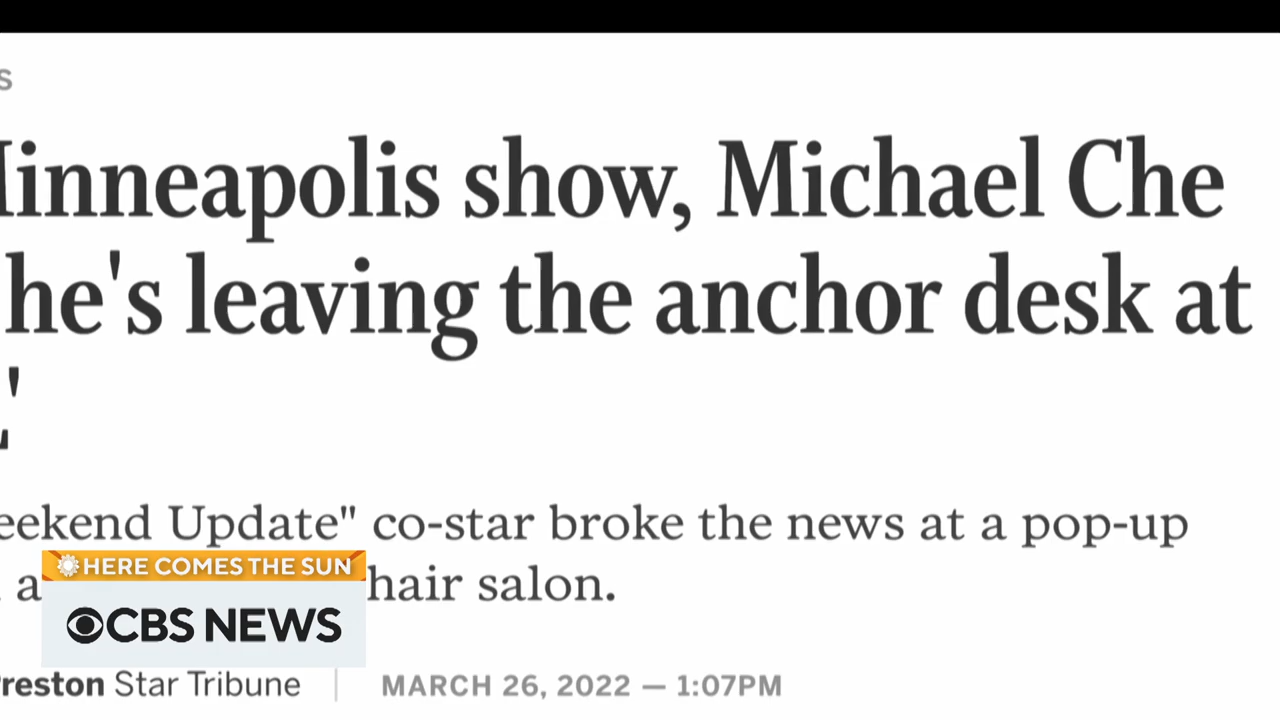 s
Minneapolis show, Michael Che
he's leaving the anchor desk at
'
eekend Update" co-star broke the news at a pop-up
a hair salon.
HERE COMES THE SUN
CBS NEWS
Preston Star Tribune | MARCH 26, 2022 — 1:07PM